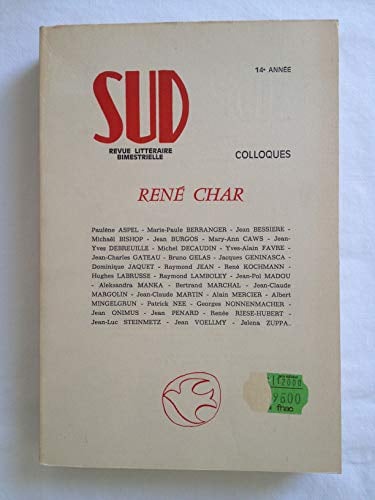 14e ANNÉE
SUD
REVUE LITTÉRAIRE
BIMESTRIELLE
COLLOQUES
RENÉ CHAR
Paulène ASPEL - Marie-Paule BERRANGER - Jean BESSIERE -
Michaël BISHOP - Jean BURGOS - Mary-Ann CAWS - Jean-
Yves DEBREUILLE - Michel DECAUDIN - Yves-Alain FAVRE -
Jean-Charles GATEAU - Bruno GELAS - Jacques GENINASCA -
Dominique JAQUET - Raymond JEAN - René KOCHMANN -
Hughes LABRUSSE - Raymond LAMBOLEY - Jean-Pol MADOU
- Aleksandra MANKA - Bertrand MARCHAL - Jean-Claude
MARGOLIN - Jean-Claude MARTIN - Alain MERCIER - Albert
MINGELGRUN - Patrick NEE - Georges NONNENMACHER -
Jean ONIMUS - Jean PENARD - Renée RIESE-HUBERT -
Jean-Luc STEINMETZ - Jean VOELLMY - Jelena ZUPPA.
fnac